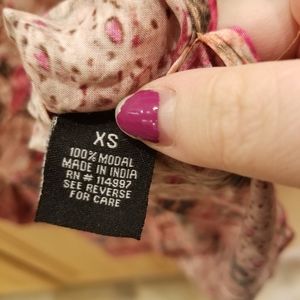 XS
100% MODAL
MADE IN INDIA
RN # 114997
SEE REVERSE
FOR CARE